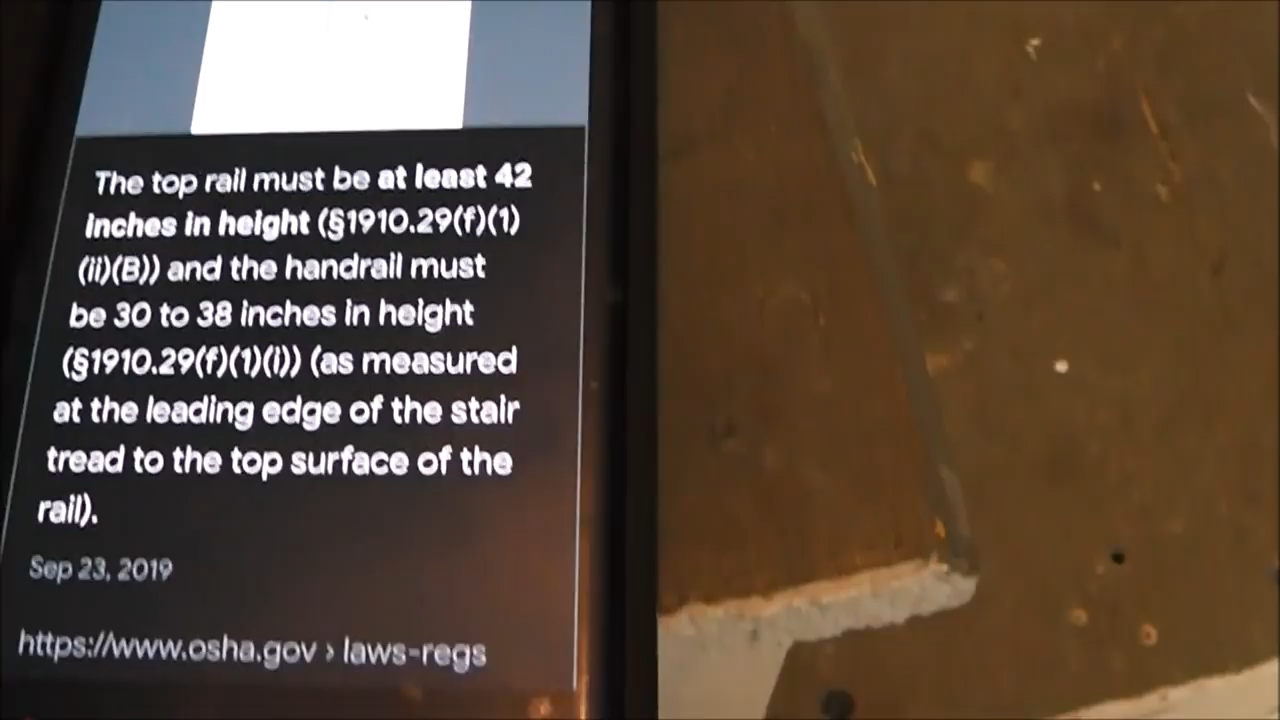 The top rail must be at least 42
inches in height (§1910.29(f)(1)
(ii)(B)) and the handrail must
be 30 to 38 inches in height
(§1910.29(f)(1)(i)) (as measured
at the leading edge of the stair
tread to the top surface of the
rail).
Sep 23, 2019
https://www.osha.gov › laws-regs